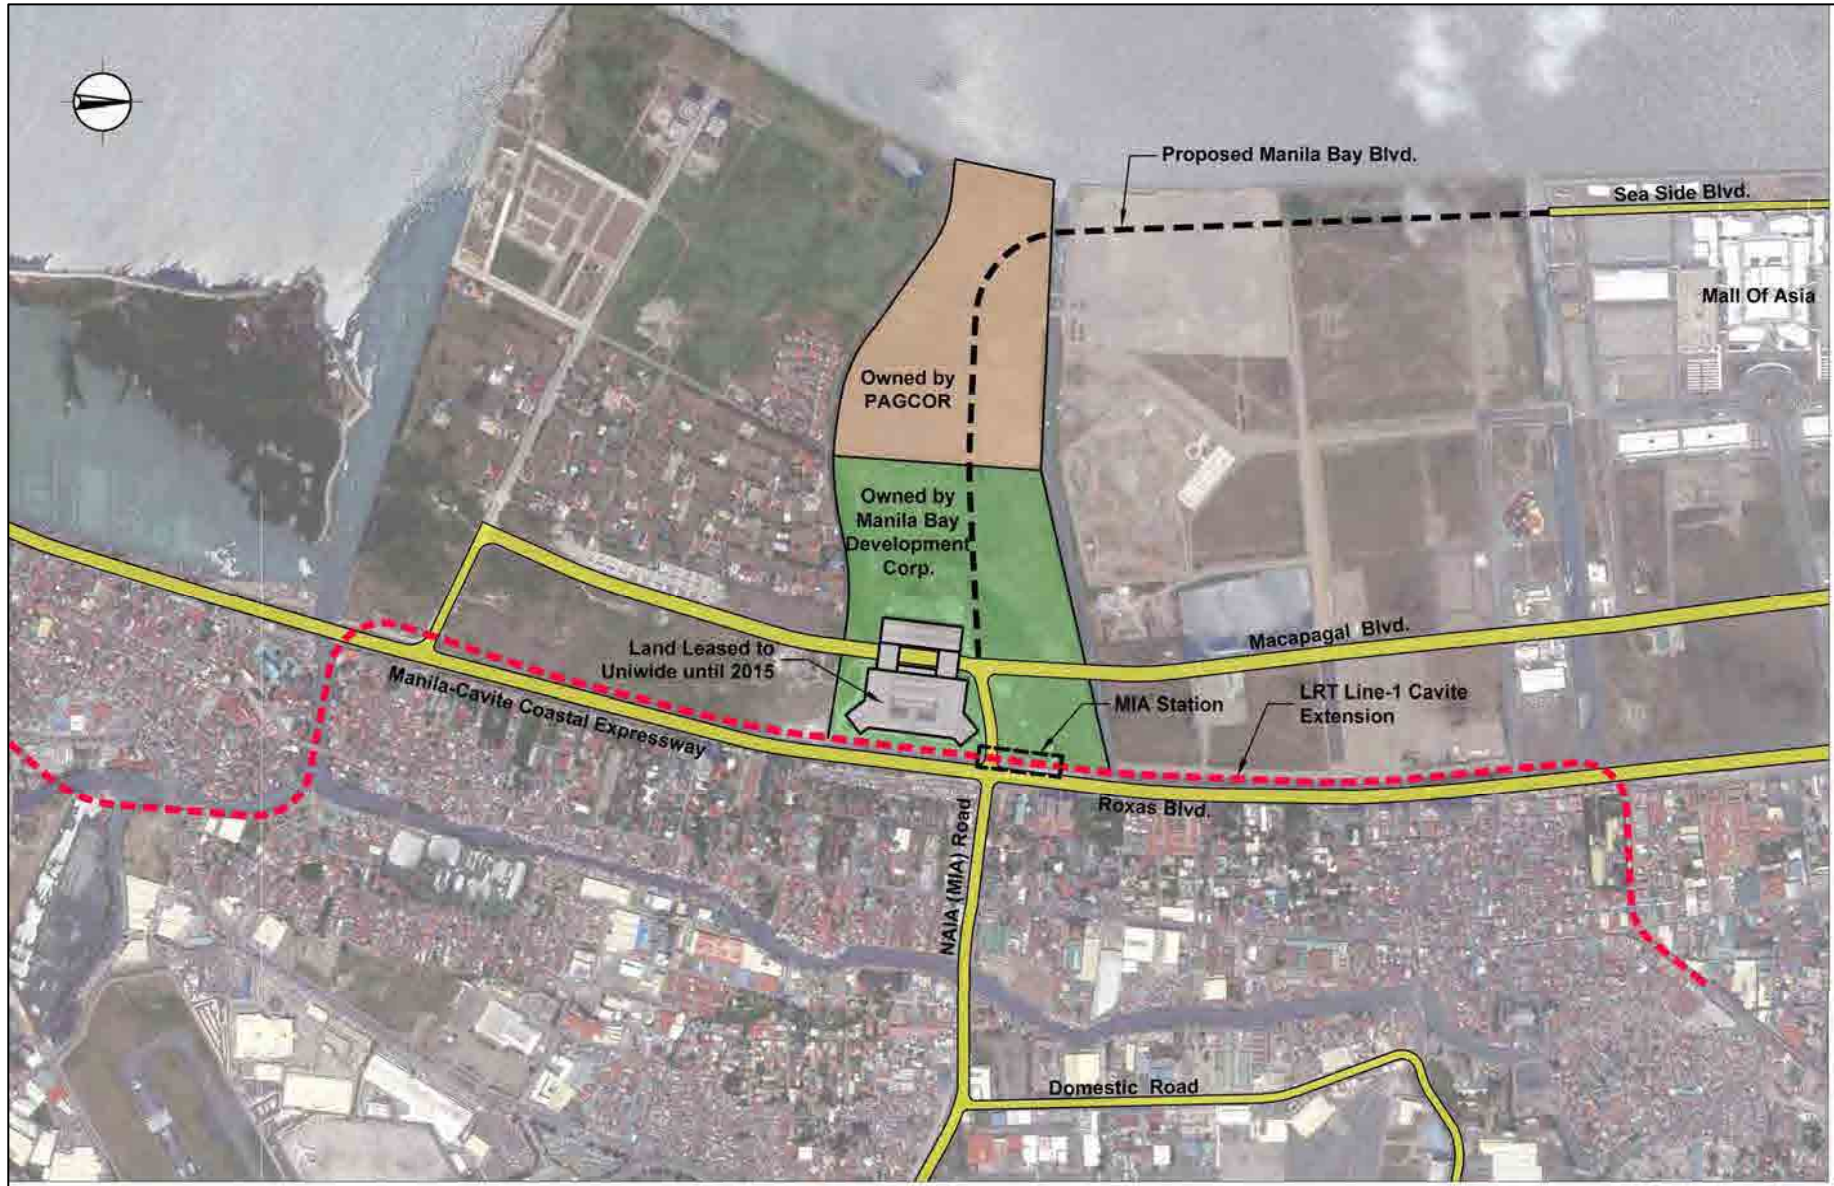 Proposed Manila Bay Blvd.
Sea Side Blvd.
Mall Of Asia
Owned by
PAGCOR
Owned by
Manila Bay
Development
Corp.
Macapagal Blvd.
Land Leased to
Uniwide until 2015
Manila-Cavite Coastal Expressway
MIA Station
LRT Line-1 Cavite
Extension
Roxas Blvd.
NAIA (MIA) Road
Domestic Road